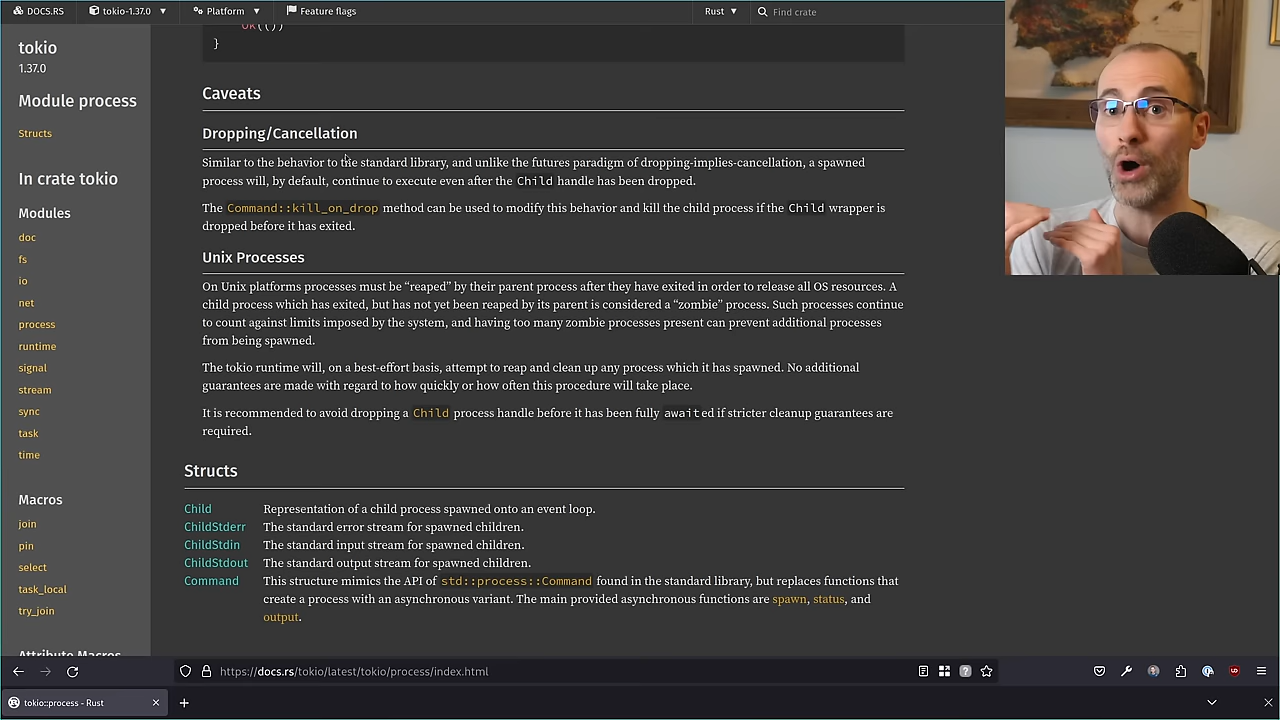 DOCS.RS
tokio-1.37.0
Platform
Feature flags
Rust
Find crate
tokio
1.37.0
Module process
Structs
In crate tokio
Modules
doc
fs
io
net
process
runtime
signal
stream
sync
task
time
Macros
join
pin
select
task_local
try_join
Attribute Macros
Ok(())
}
Caveats
Dropping/Cancellation
Similar to the behavior to the standard library, and unlike the futures paradigm of dropping-implies-cancellation, a spawned
process will, by default, continue to execute even after the Child handle has been dropped.
The Command::kill_on_drop method can be used to modify this behavior and kill the child process if the Child wrapper is
dropped before it has exited.
Unix Processes
On Unix platforms processes must be “reaped” by their parent process after they have exited in order to release all OS resources. A
child process which has exited, but has not yet been reaped by its parent is considered a “zombie” process. Such processes continue
to count against limits imposed by the system, and having too many zombie processes present can prevent additional processes
from being spawned.
The tokio runtime will, on a best-effort basis, attempt to reap and clean up any process which it has spawned. No additional
guarantees are made with regard to how quickly or how often this procedure will take place.
It is recommended to avoid dropping a Child process handle before it has been fully awaited if stricter cleanup guarantees are
required.
Structs
Child Representation of a child process spawned onto an event loop.
ChildStderr The standard error stream for spawned children.
ChildStdin The standard input stream for spawned children.
ChildStdout The standard output stream for spawned children.
Command This structure mimics the API of std::process::Command found in the standard library, but replaces functions that
create a process with an asynchronous variant. The main provided asynchronous functions are spawn, status, and
output.
https://docs.rs/tokio/latest/tokio/process/index.html
tokio::process - Rust